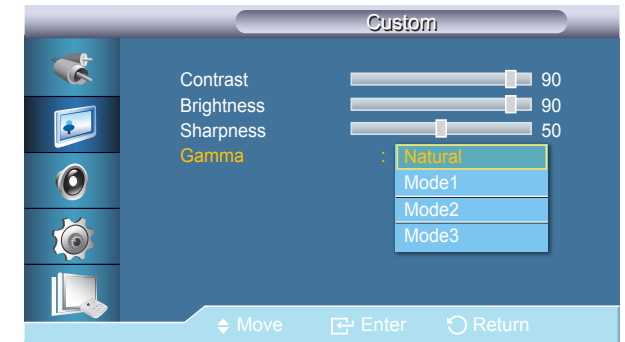 Custom
Contrast 90
Brightness 90
Sharpness 50
Gamma : Natural
Mode1
Mode2
Mode3
Move Enter Return